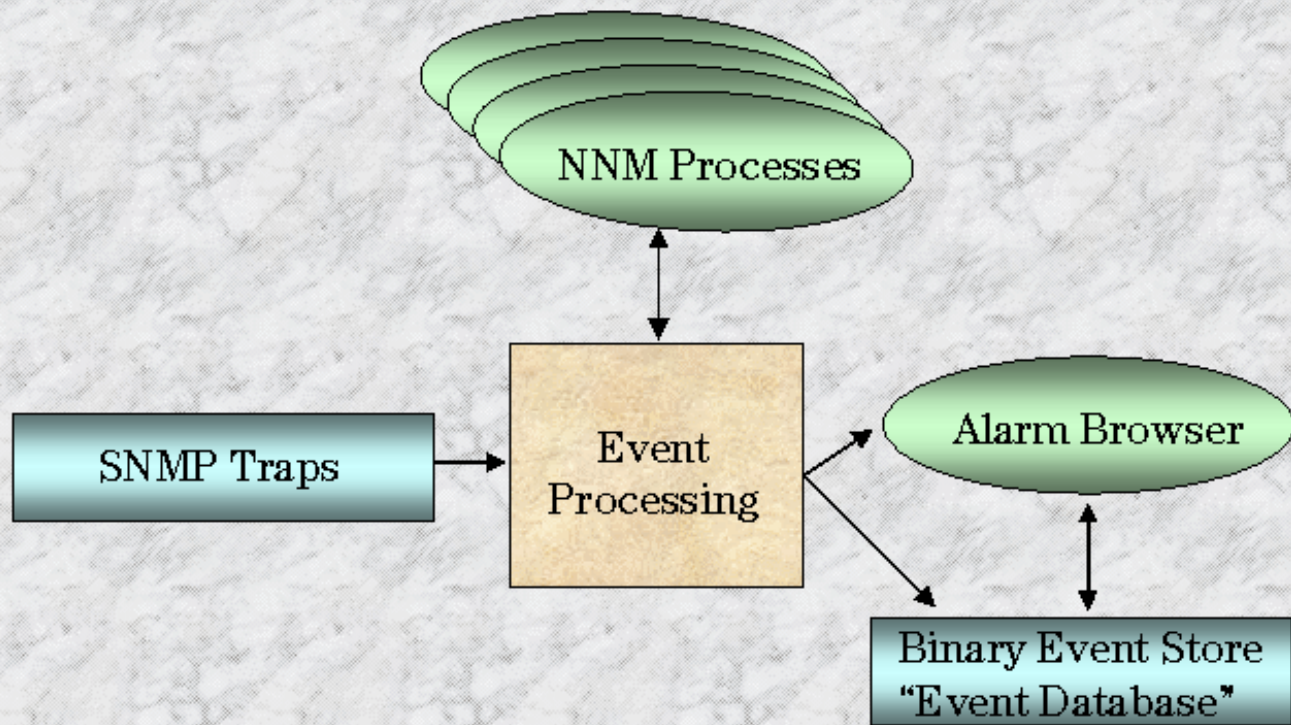 NNM Processes
SNMP Traps
Event
Processing
Alarm Browser
Binary Event Store
“Event Database”